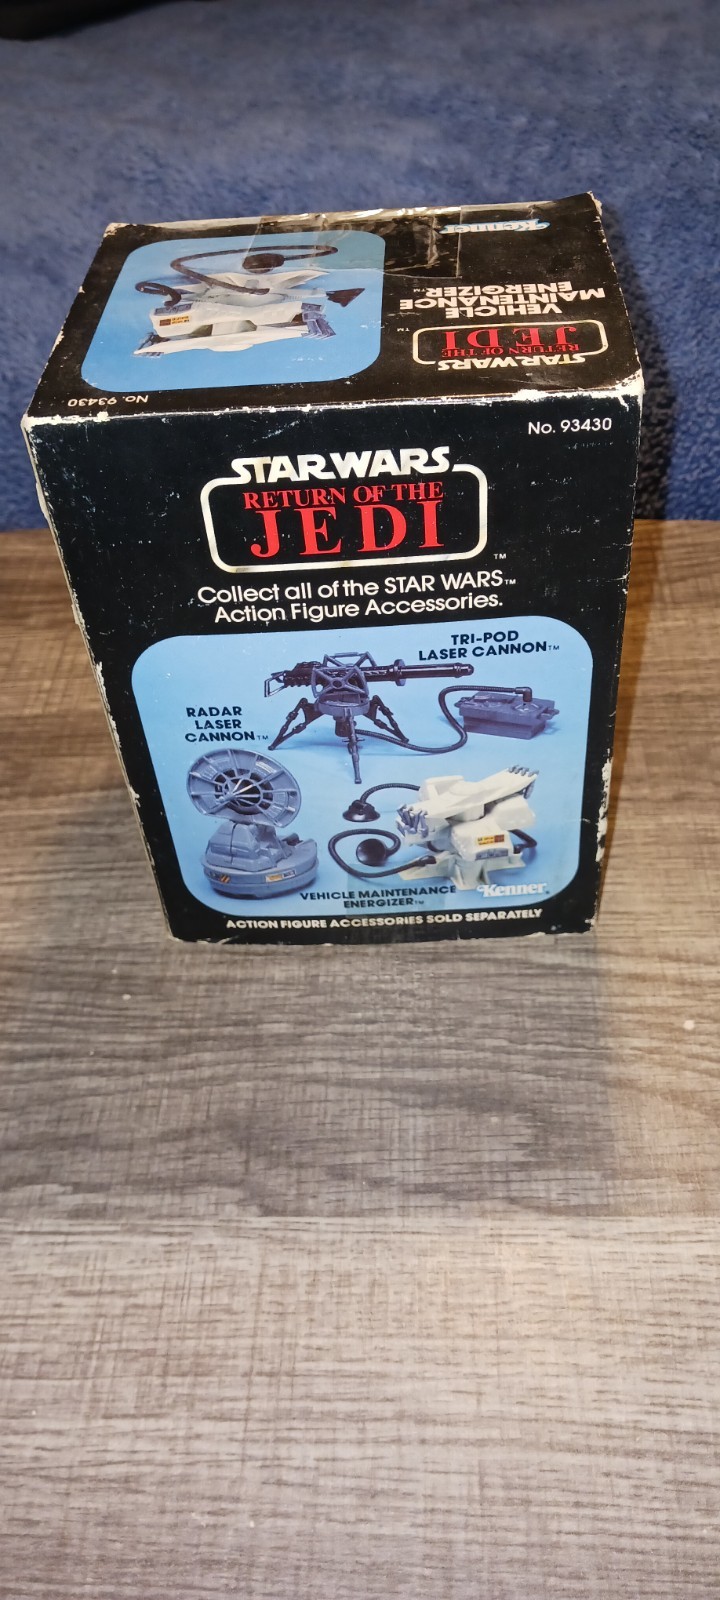 Kenner
VEHICLE
MAINTENANCE
ENERGIZER™
STAR WARS
RETURN OF THE
JEDI
™
No. 93430
No. 93430
STAR WARS
RETURN OF THE
JEDI
™
Collect all of the STAR WARS™
Action Figure Accessories.
TRI-POD
LASER CANNON™
RADAR
LASER
CANNON™
VEHICLE MAINTENANCE
ENERGIZER™
Kenner®
ACTION FIGURE ACCESSORIES SOLD SEPARATELY